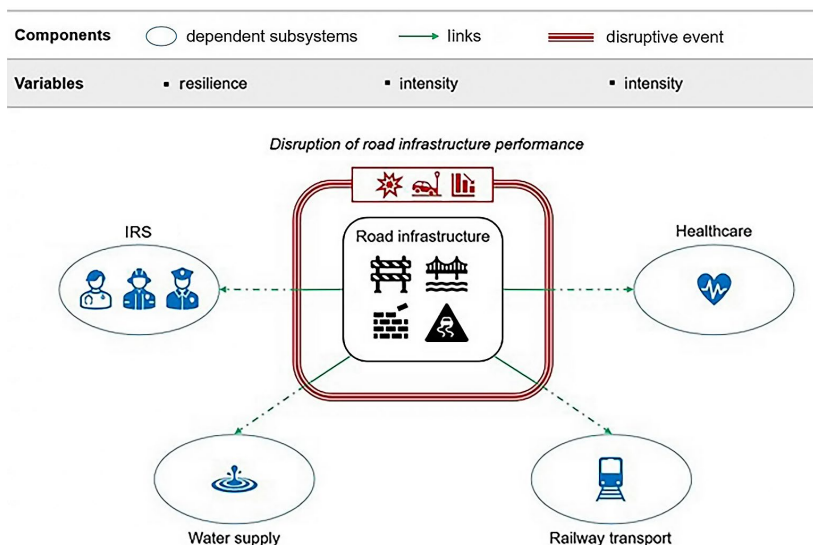 Components dependent subsystems links disruptive event
Variables ▪ resilience ▪ intensity ▪ intensity
Disruption of road infrastructure performance
IRS
Road infrastructure
Healthcare
Water supply
Railway transport